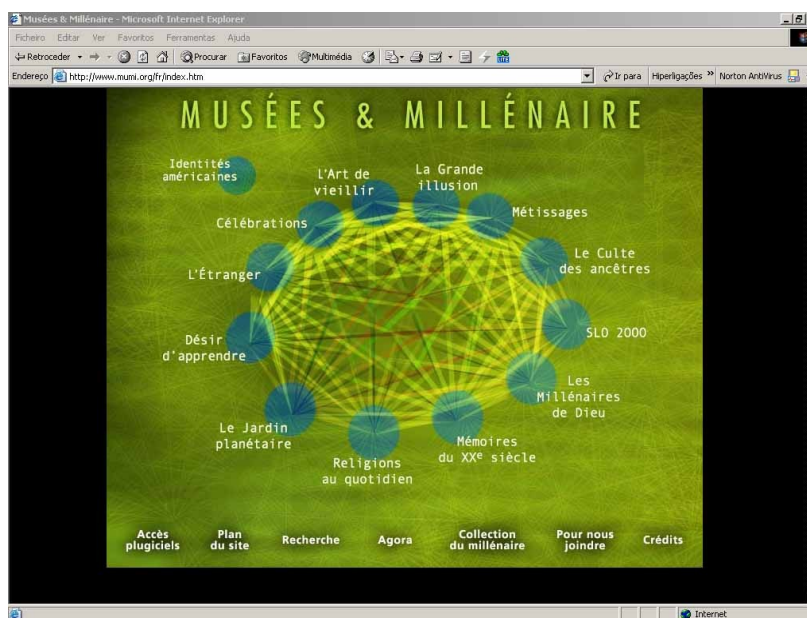 Musées & Millénaire - Microsoft Internet Explorer
Ficheiro Editar Ver Favoritos Ferramentas Ajuda
Retroceder Procurar Favoritos Multimédia
Endereço http://www.mumi.org/fr/index.htm Ir para Hiperligações » Norton AntiVirus
MUSÉES & MILLÉNAIRE
Identités
américaines
L'Art de
vieillir
La Grande
illusion
Célébrations
Métissages
L'Étranger
Le Culte
des ancêtres
Désir
d'apprendre
SLO 2000
Les
Millénaires
de Dieu
Le Jardin
planétaire
Mémoires
du XXe siècle
Religions
au quotidien
Accès
plugiciels
Plan
du site
Recherche
Agora
Collection
du millénaire
Pour nous
joindre
Crédits
Internet